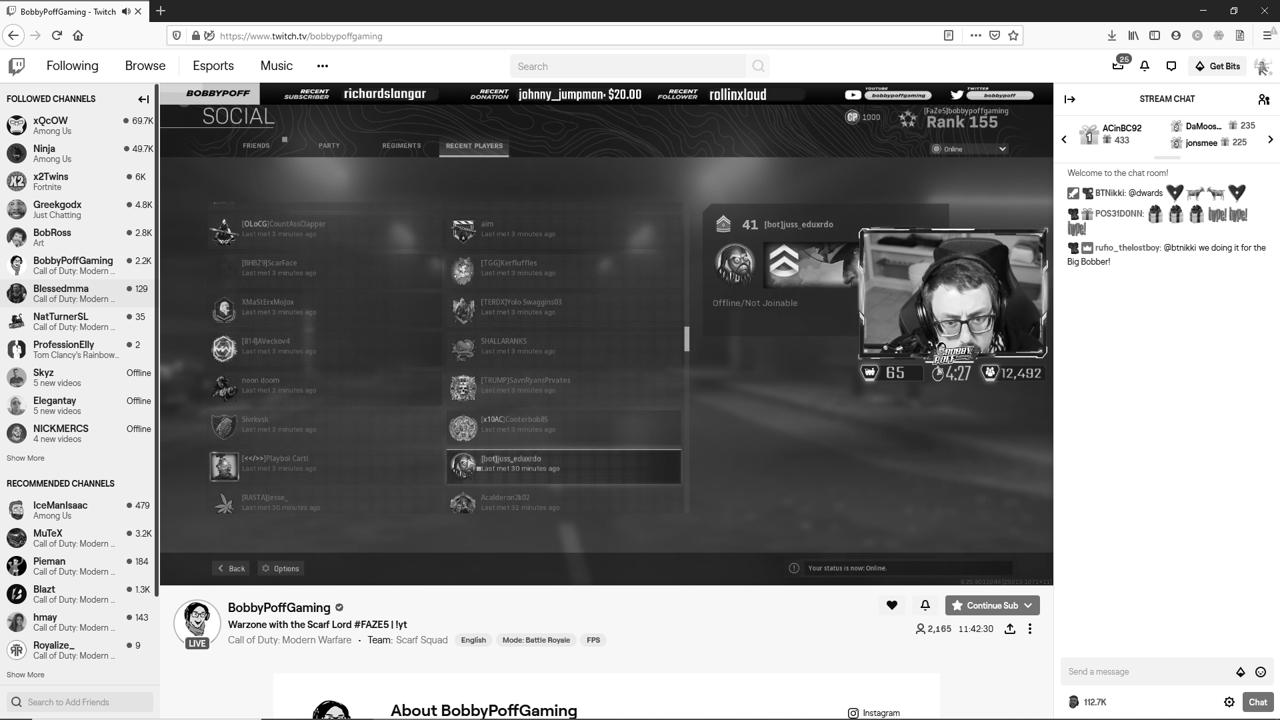 BobbyPoffGaming - Twitch
https://www.twitch.tv/bobbypoffgaming
Following
Browse
Esports
Music
Search
25
Get Bits
FOLLOWED CHANNELS
xQcOW
69.7K
Among Us
Ninja
49.7K
Among Us
x2Twins
6K
Fortnite
Greekgodx
4.8K
Just Chatting
BobRoss
2.8K
Art
BobbyPoffGaming
2.2K
Call of Duty: Modern ...
Blessedmma
129
Call of Duty: Modern ...
NatTurnerSL
35
Call of Duty: Modern ...
ProfessionElly
2
Tom Clancy's Rainbow...
Skyz
Offline
5 new videos
Elegantay
Offline
5 new videos
NICKMERCS
Offline
4 new videos
Show More
RECOMMENDED CHANNELS
IceManIsaac
479
Among Us
MuTeX
3.2K
Call of Duty: Modern ...
Pieman
184
Call of Duty: Modern ...
Blazt
1.3K
Call of Duty: Modern ...
hmay
143
Call of Duty: Modern ...
Royalize_
9
Call of Duty: Modern ...
Show More
Search to Add Friends
BOBBYPOFF
RECENT SUBSCRIBER
richardslangar
RECENT DONATION
johnny_jumpman: $20.00
RECENT FOLLOWER
rollinxloud
YOUTUBE
bobbypoffgaming
TWITTER
bobbypoff
SOCIAL
CP 1000
[FaZe5]bobbypoffgaming
Rank 155
FRIENDS
PARTY
REGIMENTS
RECENT PLAYERS
Online
[OLoCG]CountAssClapper
Last met 3 minutes ago
aim
Last met 3 minutes ago
[BHBZ9]ScarFace
Last met 3 minutes ago
[TGG]Kerfluffles
Last met 3 minutes ago
XMaStErxMoJox
Last met 3 minutes ago
[TERDX]Yolo Swaggins03
Last met 3 minutes ago
[814]AVeckov4
Last met 3 minutes ago
SHALLARANKS
Last met 3 minutes ago
neon doom
Last met 3 minutes ago
[TRUMP]SavnRyansPrvates
Last met 3 minutes ago
Sivrkvsk
Last met 3 minutes ago
[x10AC]Cooterbob85
Last met 3 minutes ago
[<</>>]Playboi Carti
Last met 3 minutes ago
[bot]juss_eduxrdo
Last met 30 minutes ago
[RASTA]Jesse_
Last met 30 minutes ago
Acalderon2k02
Last met 32 minutes ago
41 [bot]juss_eduxrdo
Offline/Not Joinable
65
4:27
12,492
Back
Options
Your status is now: Online.
BobbyPoffGaming
Warzone with the Scarf Lord #FAZE5 | !yt
Call of Duty: Modern Warfare · Team: Scarf Squad
English
Mode: Battle Royale
FPS
LIVE
Continue Sub
2,165
11:42:30
About BobbyPoffGaming
Instagram
STREAM CHAT
1
ACinBC92
433
DaMoos...
235
jonsmee
225
Welcome to the chat room!
BTNikki: @dwards
POS31D0NN:
rufio_thelostboy: @btnikki we doing it for the
Big Bobber!
Send a message
112.7K
Chat